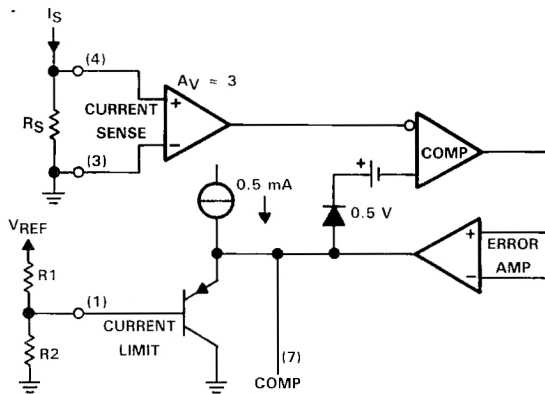 IS
(4)
AV = 3
+
CURRENT
SENSE
RS
−
(3)
COMP
0.5 mA
+
0.5 V
VREF
+
ERROR
AMP
−
R1
(1)
CURRENT
LIMIT
R2
(7)
COMP